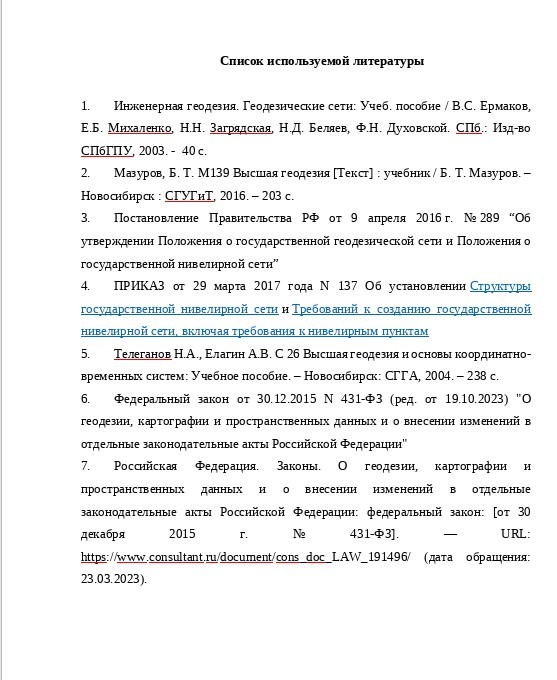 Список используемой литературы
1. Инженерная геодезия. Геодезические сети: Учеб. пособие / В.С. Ермаков,
Е.Б. Михаленко, Н.Н. Загрядская, Н.Д. Беляев, Ф.Н. Духовской. СПб.: Изд-во
СПбГПУ, 2003. - 40 с.
2. Мазуров, Б. Т. М139 Высшая геодезия [Текст] : учебник / Б. Т. Мазуров. –
Новосибирск : СГУГиТ, 2016. – 203 с.
3. Постановление Правительства РФ от 9 апреля 2016 г. № 289 “Об
утверждении Положения о государственной геодезической сети и Положения о
государственной нивелирной сети”
4. ПРИКАЗ от 29 марта 2017 года N 137 Об установлении Структуры
государственной нивелирной сети и Требований к созданию государственной
нивелирной сети, включая требования к нивелирным пунктам
5. Телеганов Н.А., Елагин А.В. С 26 Высшая геодезия и основы координатно-
временных систем: Учебное пособие. – Новосибирск: СГГА, 2004. – 238 с.
6. Федеральный закон от 30.12.2015 N 431-ФЗ (ред. от 19.10.2023) "О
геодезии, картографии и пространственных данных и о внесении изменений в
отдельные законодательные акты Российской Федерации"
7. Российская Федерация. Законы. О геодезии, картографии и
пространственных данных и о внесении изменений в отдельные
законодательные акты Российской Федерации: федеральный закон: [от 30
декабря 2015 г. № 431-ФЗ]. — URL:
https://www.consultant.ru/document/cons_doc_LAW_191496/ (дата обращения:
23.03.2023).